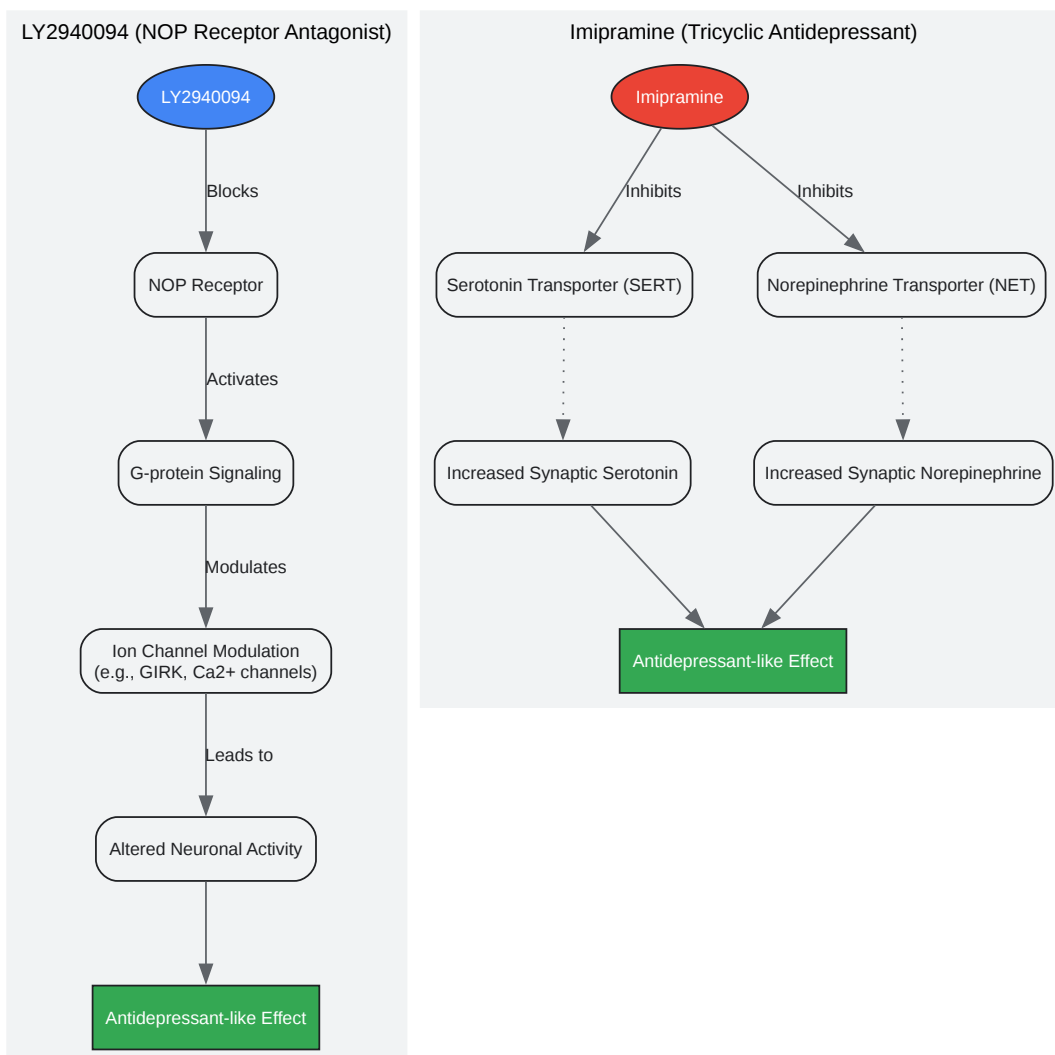 LY2940094 (NOP Receptor Antagonist)
LY2940094
Blocks
NOP Receptor
Activates
G-protein Signaling
Modulates
Ion Channel Modulation
(e.g., GIRK, Ca2+ channels)
Leads to
Altered Neuronal Activity
Antidepressant-like Effect
Imipramine (Tricyclic Antidepressant)
Imipramine
Inhibits
Inhibits
Serotonin Transporter (SERT)
Norepinephrine Transporter (NET)
Increased Synaptic Serotonin
Increased Synaptic Norepinephrine
Antidepressant-like Effect